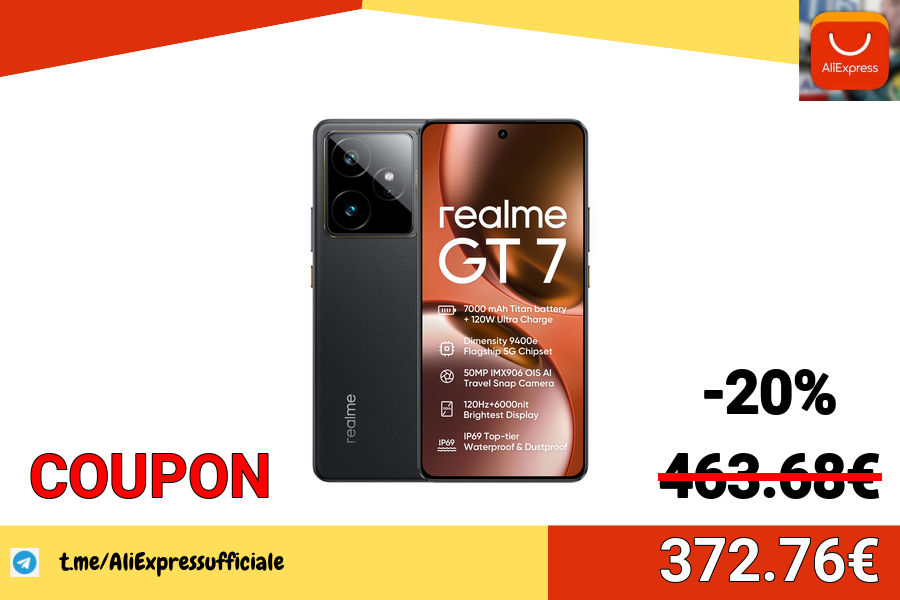 AliExpress
realme
GT 7
7000 mAh Titan battery
+ 120W Ultra Charge
Dimensity 9400e
Flagship 5G Chipset
50MP IMX906 OIS AI
Travel Snap Camera
120Hz+6000nit
Brightest Display
IP69
IP69 Top-tier
Waterproof & Dustproof
realme
-20%
COUPON
463.68€
t.me/AliExpressufficiale
372.76€